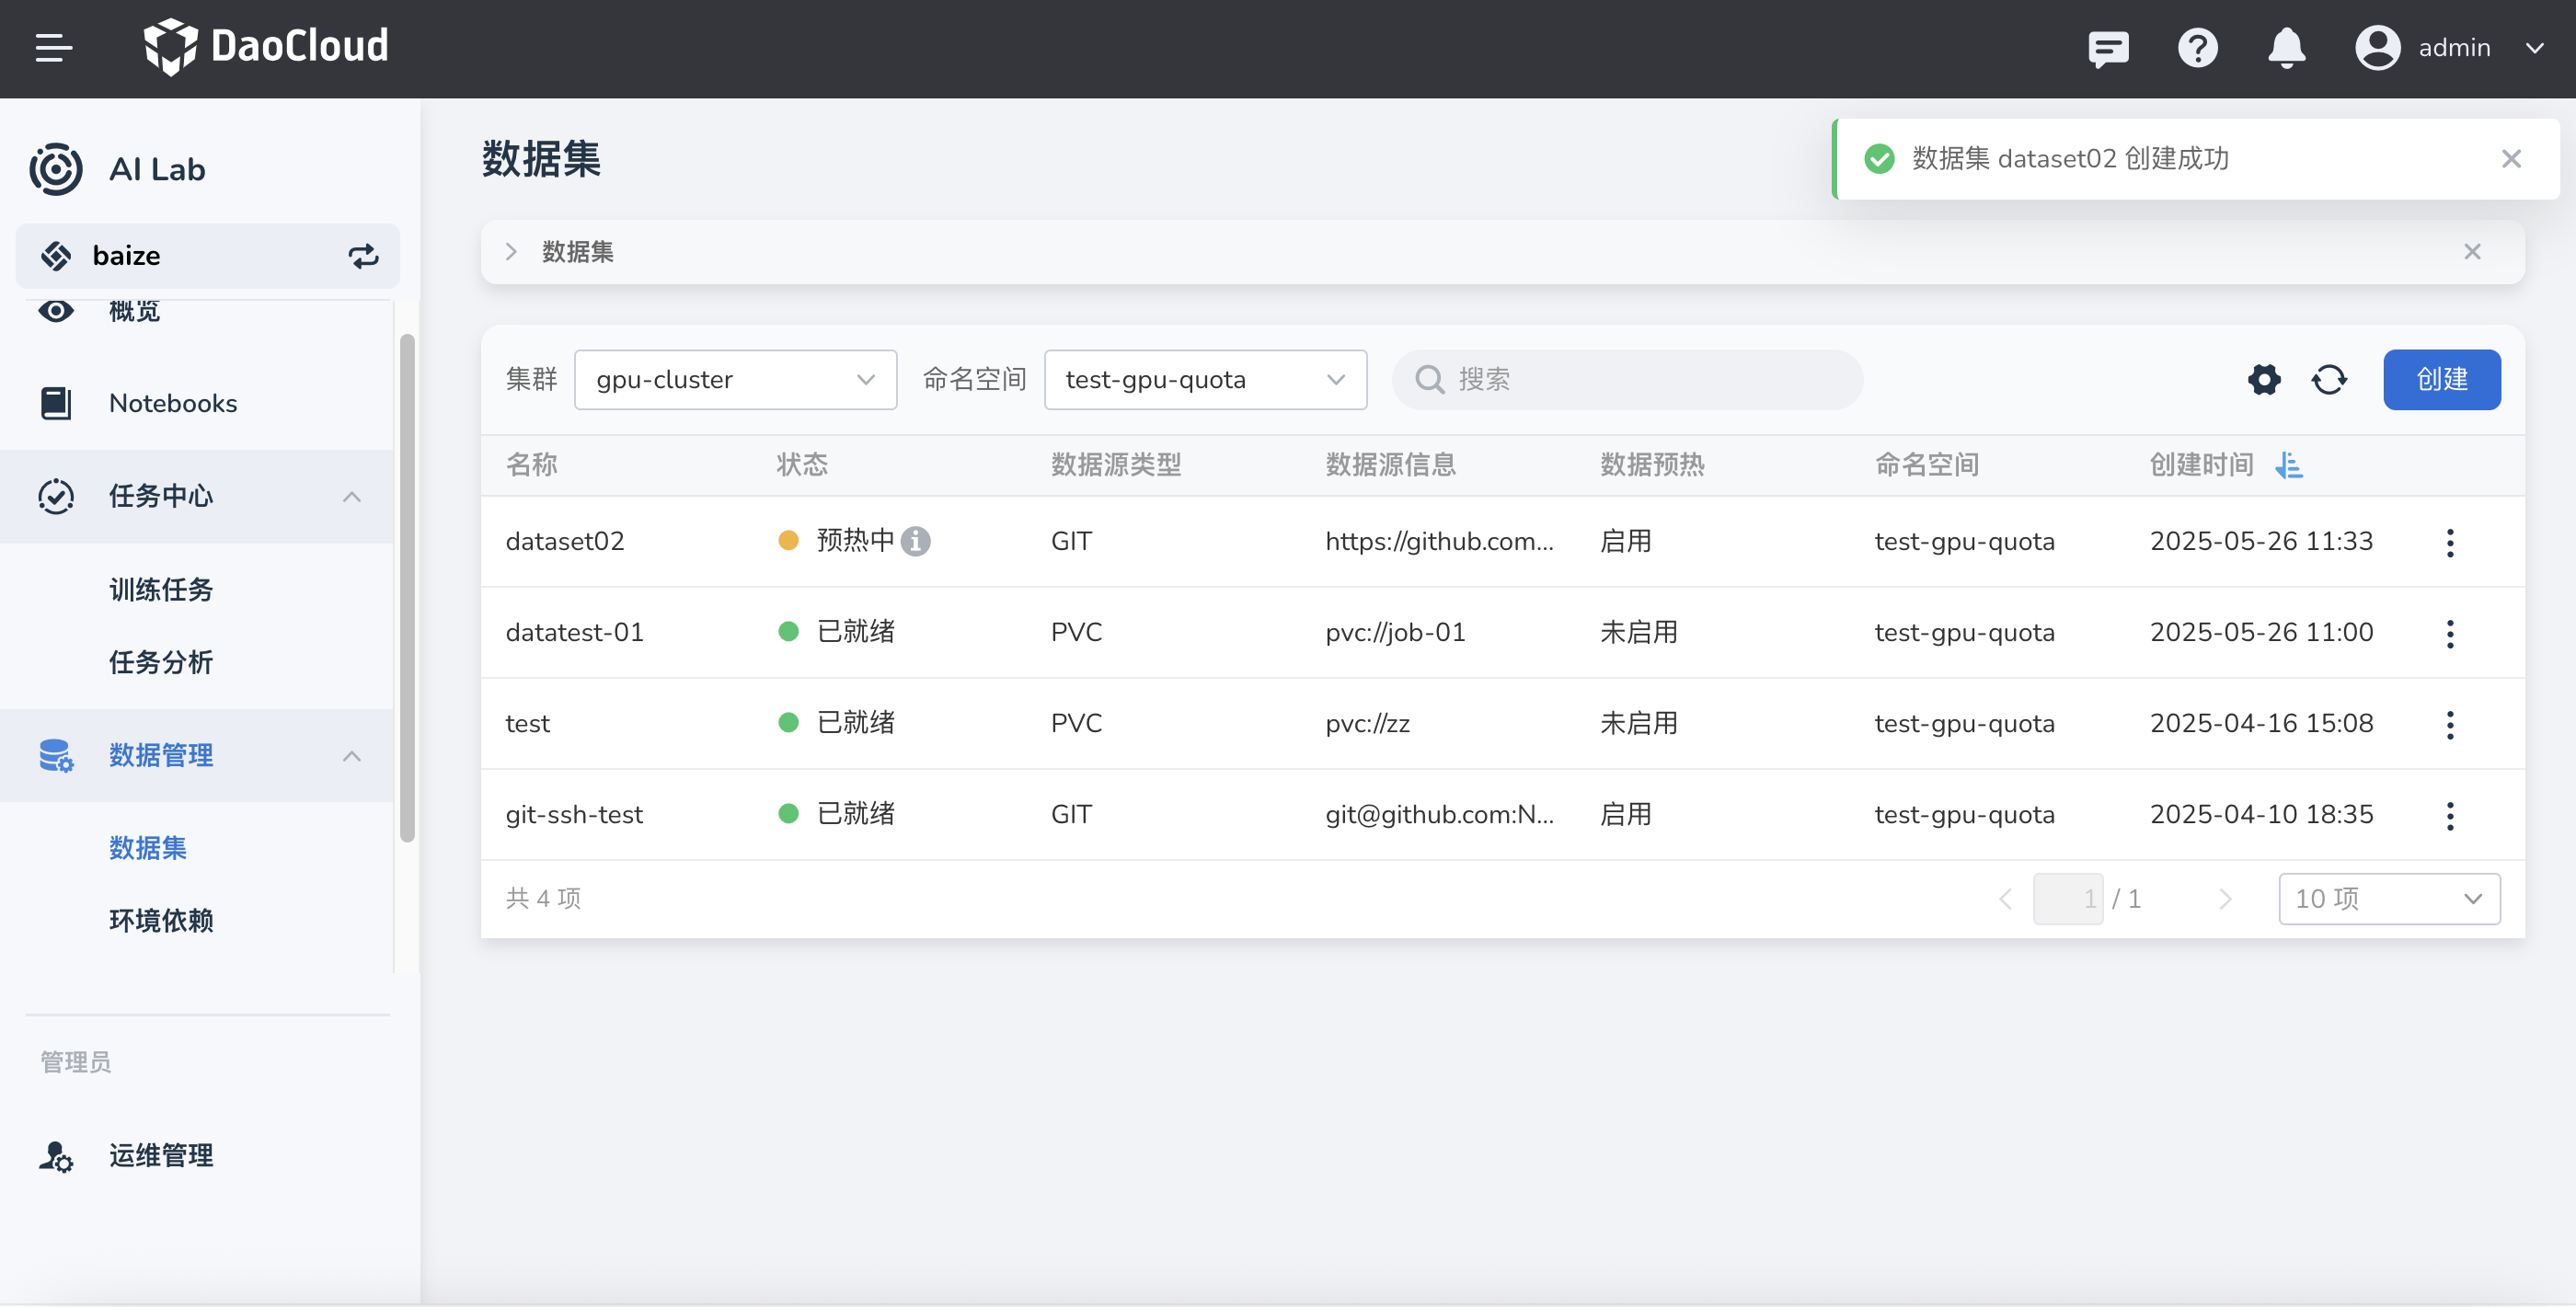 DaoCloud
admin
AI Lab
baize
概览
Notebooks
任务中心
训练任务
任务分析
数据管理
数据集
环境依赖
管理员
运维管理
数据集
数据集 dataset02 创建成功
数据集
集群 gpu-cluster 命名空间 test-gpu-quota 搜索 创建
名称 状态 数据源类型 数据源信息 数据预热 命名空间 创建时间
dataset02 预热中 GIT https://github.com... 启用 test-gpu-quota 2025-05-26 11:33
datatest-01 已就绪 PVC pvc://job-01 未启用 test-gpu-quota 2025-05-26 11:00
test 已就绪 PVC pvc://zz 未启用 test-gpu-quota 2025-04-16 15:08
git-ssh-test 已就绪 GIT git@github.com:N... 启用 test-gpu-quota 2025-04-10 18:35
共 4 项 1 / 1 10 项